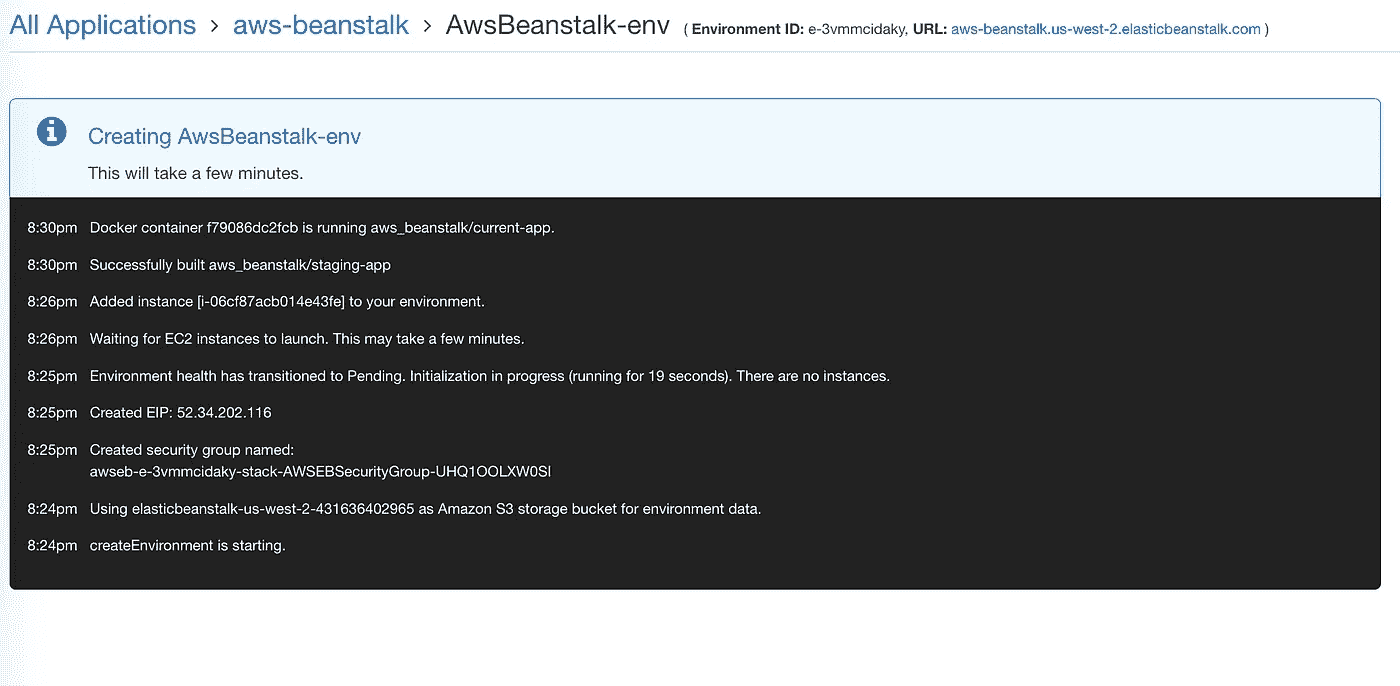 All Applications > aws-beanstalk > AwsBeanstalk-env ( Environment ID: e-3vmmcidaky, URL: aws-beanstalk.us-west-2.elasticbeanstalk.com )
Creating AwsBeanstalk-env
This will take a few minutes.
8:30pm Docker container f79086dc2fcb is running aws_beanstalk/current-app.
8:30pm Successfully built aws_beanstalk/staging-app
8:26pm Added instance [i-06cf87acb014e43fe] to your environment.
8:26pm Waiting for EC2 instances to launch. This may take a few minutes.
8:25pm Environment health has transitioned to Pending. Initialization in progress (running for 19 seconds). There are no instances.
8:25pm Created EIP: 52.34.202.116
8:25pm Created security group named:
awseb-e-3vmmcidaky-stack-AWSEBSecurityGroup-UHQ1OOLXW0SI
8:24pm Using elasticbeanstalk-us-west-2-431636402965 as Amazon S3 storage bucket for environment data.
8:24pm createEnvironment is starting.